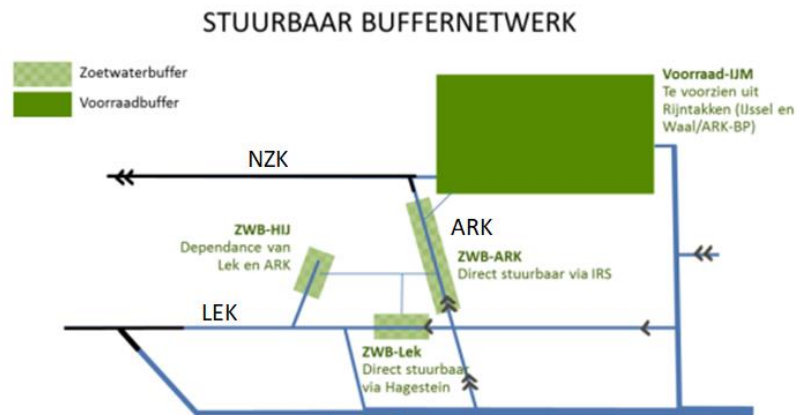 STUURBAAR BUFFERNETWERK
Zoetwaterbuffer
Voorraadbuffer
Voorraad-IJM
Te voorzien uit
Rijntakken (IJssel en
Waal/ARK-BP)
NZK
ARK
ZWB-HIJ
Dependance van
Lek en ARK
ZWB-ARK
Direct stuurbaar via IRS
LEK
ZWB-Lek
Direct stuurbaar
via Hagestein